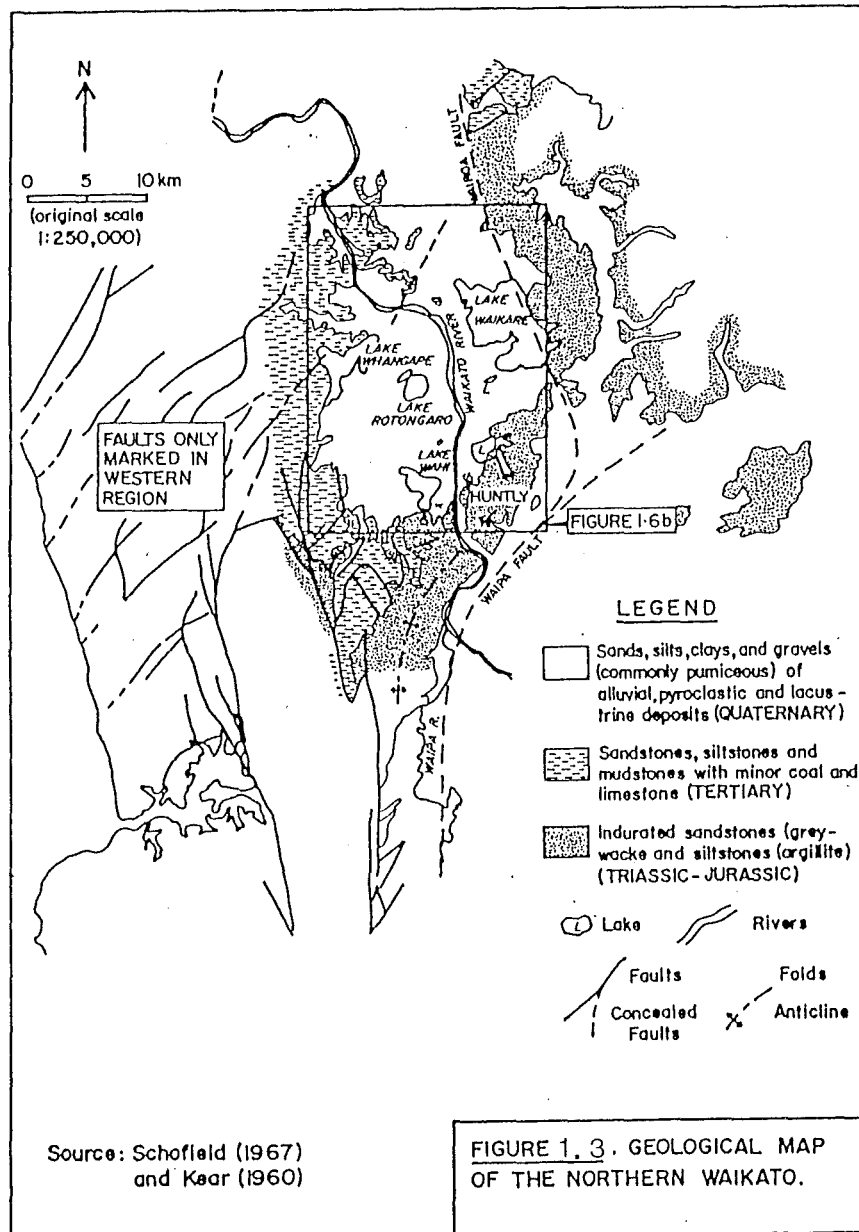 N
0 5 10 km
(original scale
1:250,000)
WAIROA FAULT
LAKE
WAIKARE
WAIKATO RIVER
LAKE
WHANGAPE
LAKE
ROTONGARO
LAKE
WAHI
L
HUNTLY
FAULTS ONLY
MARKED IN
WESTERN
REGION
FIGURE 1·6b
WAIPA FAULT
WAIPA R.
LEGEND
Sands, silts, clays, and gravels
(commonly pumiceous) of
alluvial, pyroclastic and lacus-
trine deposits (QUATERNARY)
Sandstones, siltstones and
mudstones with minor coal and
limestone (TERTIARY)
Indurated sandstones (grey-
wacke and siltstones (argillite)
(TRIASSIC-JURASSIC)
L Lake Rivers
Faults Folds
Concealed Anticline
Faults
Source: Schofield (1967)
and Kear (1960)
FIGURE 1.3. GEOLOGICAL MAP
OF THE NORTHERN WAIKATO.